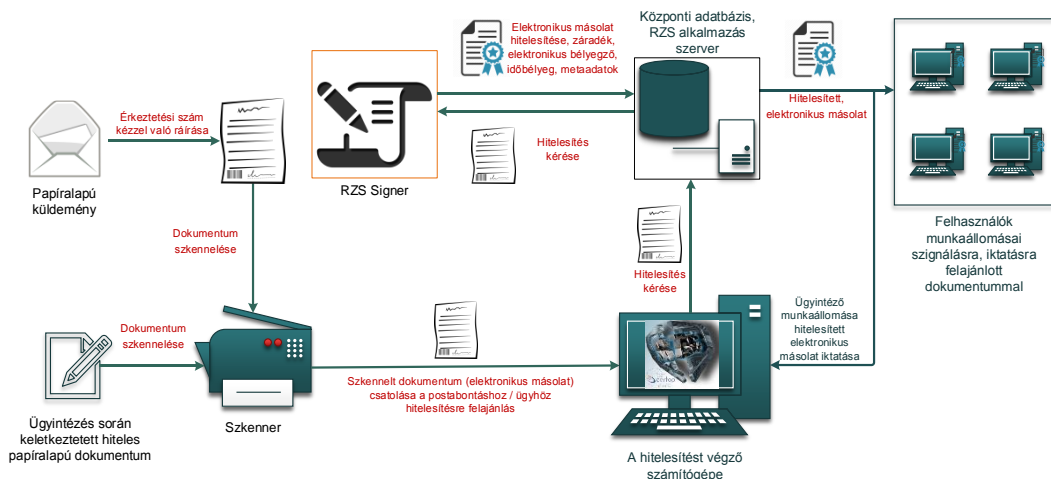 Elektronikus másolat
hitelesítése, záradék,
elektronikus bélyegző,
időbélyeg, metaadatok
Központi adatbázis,
RZS alkalmazás
szerver
Hitelesített,
elektronikus másolat
Érkeztetési szám
kézzel való ráírása
Papíralapú
küldemény
RZS Signer
Hitelesítés
kérése
Felhasználók
munkaállomásai
szignálásra, iktatásra
felajánlott
dokumentummal
Dokumentum
szkennelése
Hitelesítés
kérése
Ügyintéző
munkaállomása
hitelesített
elektronikus
másolat iktatása
Dokumentum
szkennelése
Szkennelt dokumentum (elektronikus másolat)
csatolása a postabontáshoz / ügyhöz
hitelesítésre felajánlás
Ügyintézés során
keletkeztetett hiteles
papíralapú dokumentum
Szkenner
A hitelesítést végző
számítógépe